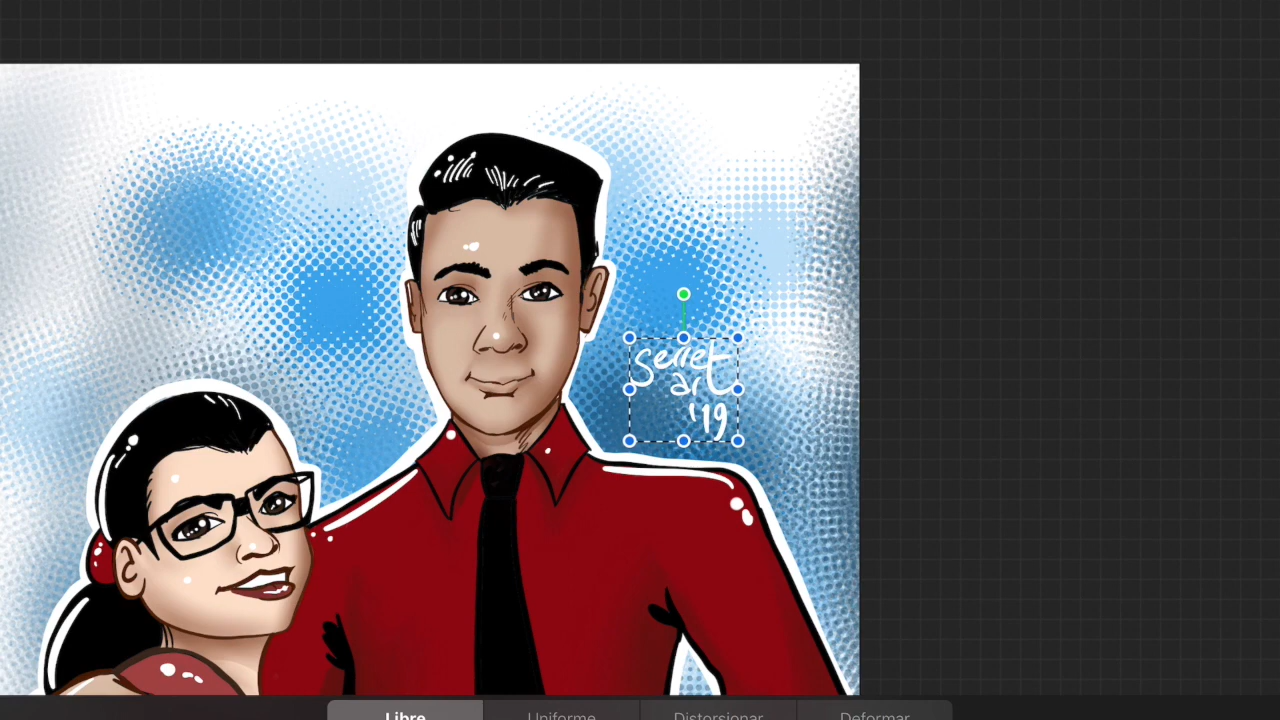 seriet
art
'19
Libre
Uniforme
Distorsionar
Deformar